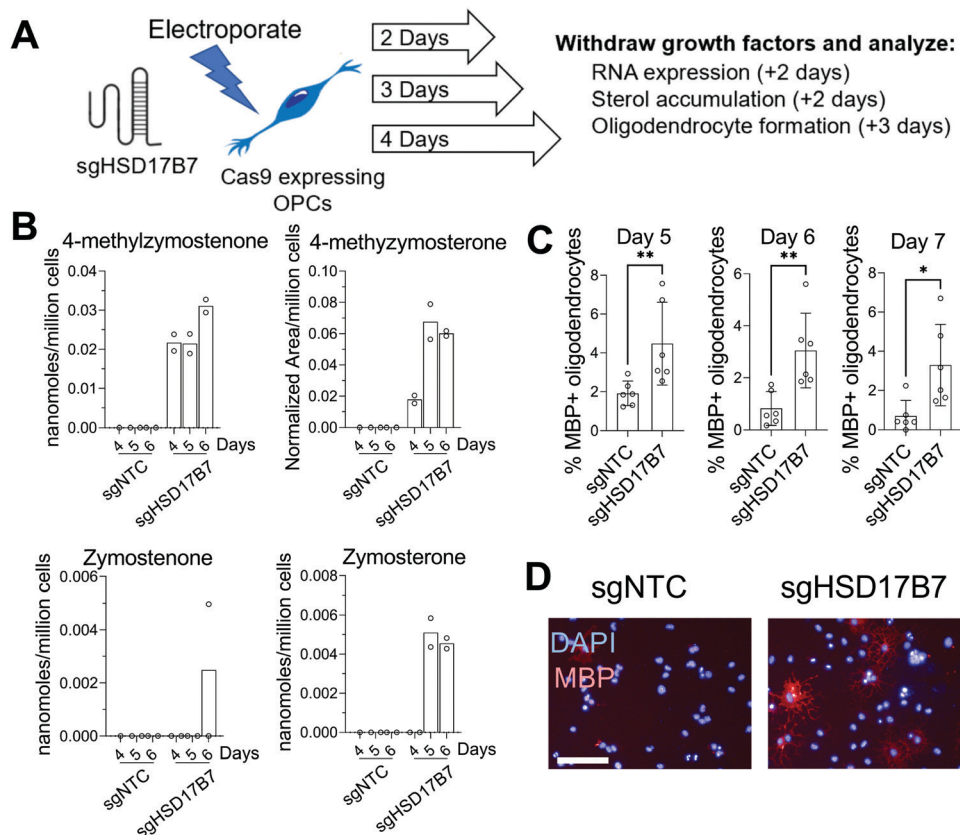 A
Electroporate
sgHSD17B7
Cas9 expressing
OPCs
2 Days
3 Days
4 Days
Withdraw growth factors and analyze:
RNA expression (+2 days)
Sterol accumulation (+2 days)
Oligodendrocyte formation (+3 days)
B
4-methylzymostenone
nanomoles/million cells
0.04
0.03
0.02
0.01
0.00
4 5 6 4 5 6 Days
sgNTC
sgHSD17B7
4-methyzymosterone
Normalized Area/million cells
0.10
0.08
0.06
0.04
0.02
0.00
4 5 6 4 5 6 Days
sgNTC
sgHSD17B7
Zymostenone
nanomoles/million cells
0.006
0.004
0.002
0.000
4 5 6 4 5 6 Days
sgNTC
sgHSD17B7
Zymosterone
nanomoles/million cells
0.008
0.006
0.004
0.002
0.000
4 5 6 4 5 6 Days
sgNTC
sgHSD17B7
C
Day 5
% MBP+ oligodendrocytes
8
6
4
2
0
**
sgNTC
sgHSD17B7
Day 6
% MBP+ oligodendrocytes
6
4
2
0
**
sgNTC
sgHSD17B7
Day 7
% MBP+ oligodendrocytes
8
6
4
2
0
*
sgNTC
sgHSD17B7
D
sgNTC
sgHSD17B7
DAPI
MBP